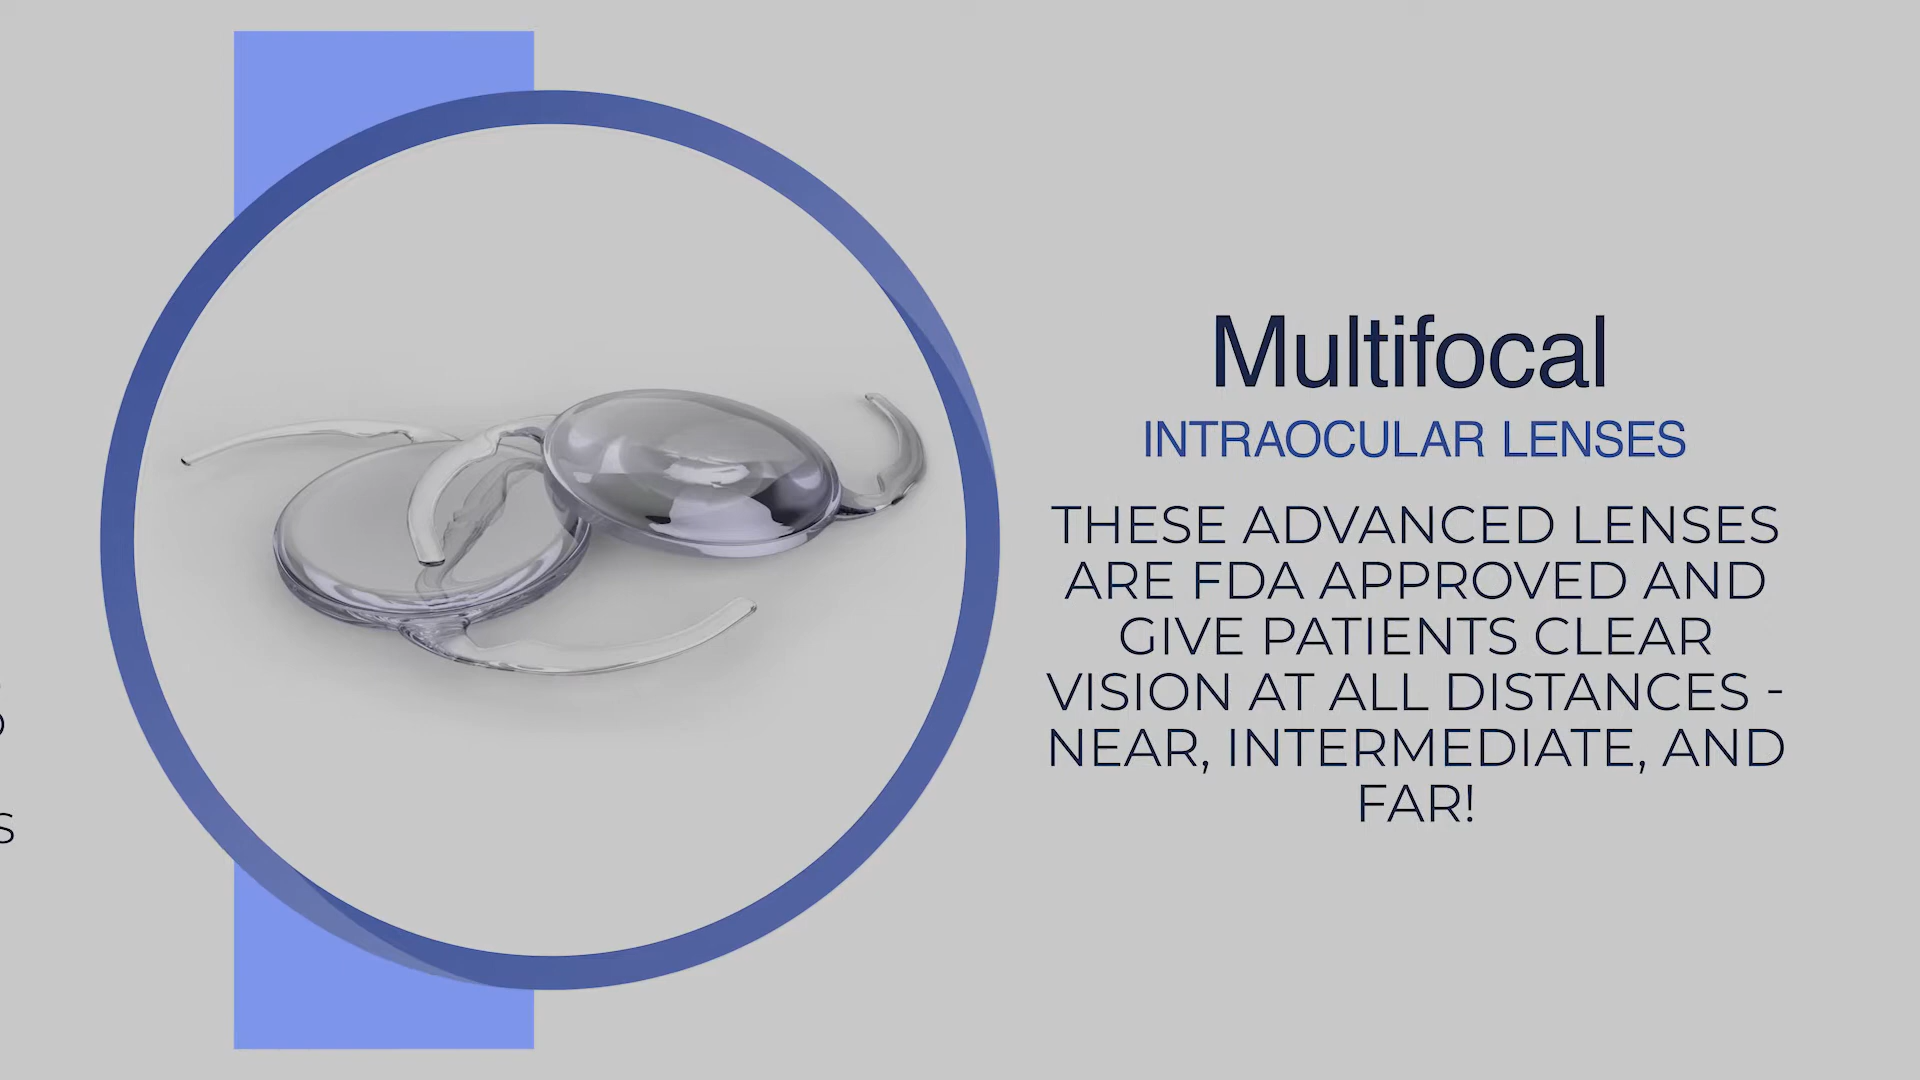 Multifocal
INTRAOCULAR LENSES
THESE ADVANCED LENSES
ARE FDA APPROVED AND
GIVE PATIENTS CLEAR
VISION AT ALL DISTANCES -
NEAR, INTERMEDIATE, AND
FAR!